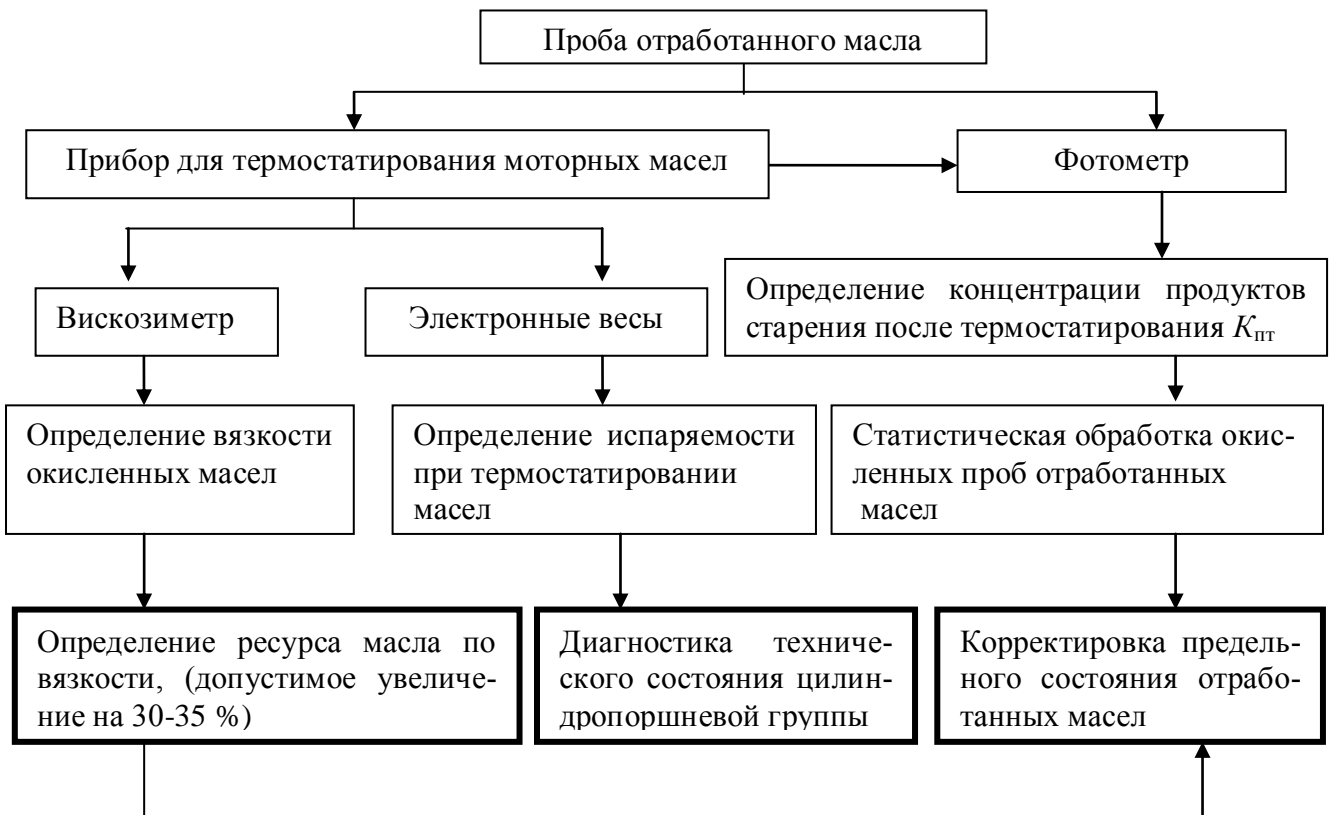 Проба отработанного масла
Прибор для термостатирования моторных масел
Фотометр
Вискозиметр
Электронные весы
Определение концентрации продуктов
старения после термостатирования Kпт
Определение вязкости
окисленных масел
Определение испаряемости
при термостатировании
масел
Статистическая обработка окис-
ленных проб отработанных
масел
Определение ресурса масла по
вязкости, (допустимое увеличе-
ние на 30-35 %)
Диагностика техниче-
ского состояния цилин-
дропоршневой группы
Корректировка предель-
ного состояния отрабо-
танных масел